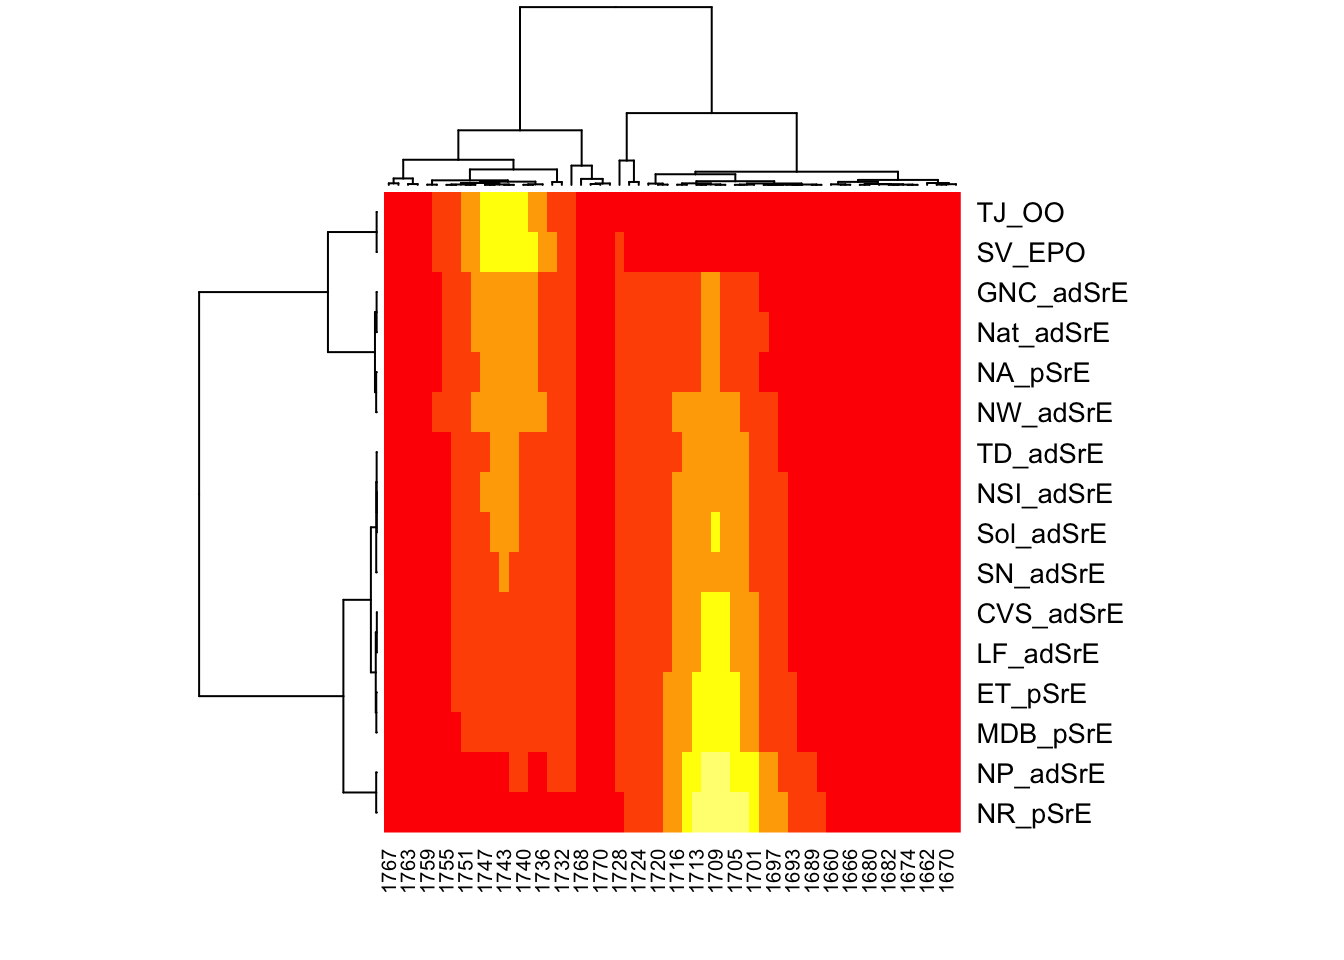 TJ_OO
SV_EPO
GNC_adSrE
Nat_adSrE
NA_pSrE
NW_adSrE
TD_adSrE
NSI_adSrE
Sol_adSrE
SN_adSrE
CVS_adSrE
LF_adSrE
ET_pSrE
MDB_pSrE
NP_adSrE
NR_pSrE
1767 1763 1759 1755 1751 1747 1743 1740 1736 1732 1768 1770 1728 1724 1720 1716 1713 1709 1705 1701 1697 1693 1689 1660 1666 1680 1682 1674 1662 1670